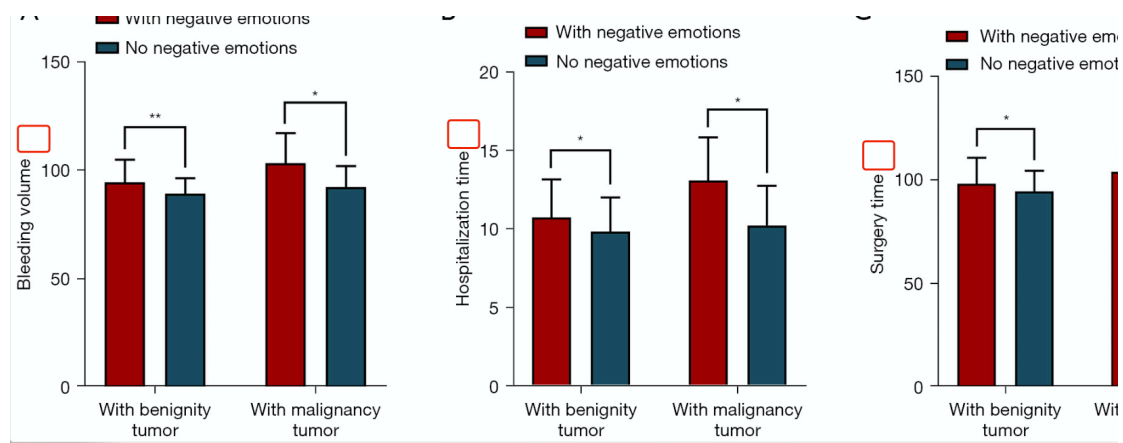 With negative emotions
No negative emotions
150
100
50
0
Bleeding volume
**
*
With benignity
tumor
With malignancy
tumor
With negative emotions
No negative emotions
20
15
10
5
0
Hospitalization time
*
*
With benignity
tumor
With malignancy
tumor
With negative emo
No negative emot
150
100
50
0
Surgery time
*
With benignity
tumor
Wit